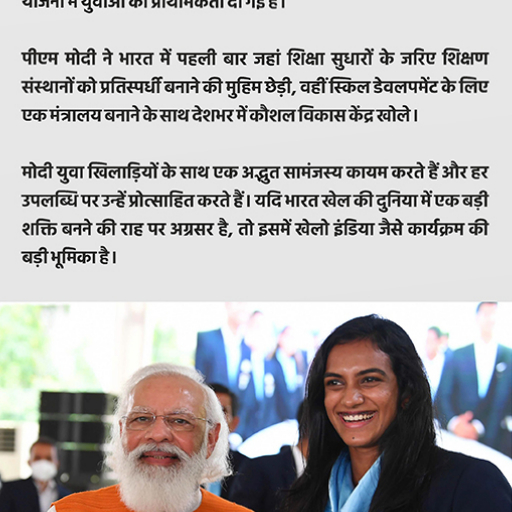 योजना में युवाओं को प्राथमिकता दी गई है।
पीएम मोदी ने भारत में पहली बार जहां शिक्षा सुधारों के जरिए शिक्षण
संस्थानों को प्रतिस्पर्धी बनाने की मुहिम छेड़ी, वहीं स्किल डेवलपमेंट के लिए
एक मंत्रालय बनाने के साथ देशभर में कौशल विकास केंद्र खोले।
मोदी युवा खिलाड़ियों के साथ एक अद्भुत सामंजस्य कायम करते हैं और हर
उपलब्धि पर उन्हें प्रोत्साहित करते हैं। यदि भारत खेल की दुनिया में एक बड़ी
शक्ति बनने की राह पर अग्रसर है, तो इसमें खेलो इंडिया जैसे कार्यक्रम की
बड़ी भूमिका है।